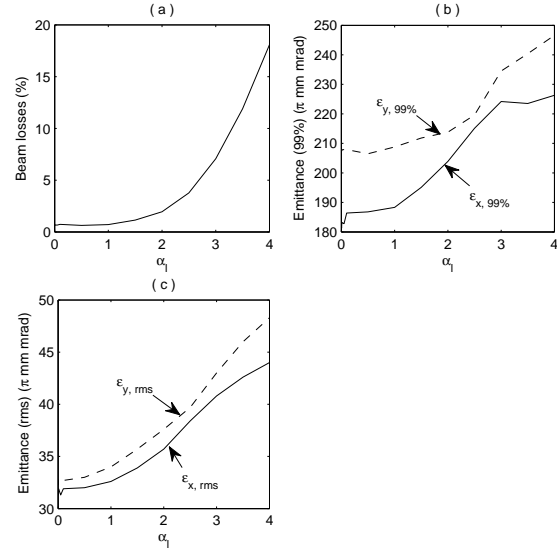 ( a )
20
15
10
5
0
Beam losses (%)
0 1 2 3 4
α_l
( b )
250
240
230
220
210
200
190
180
Emittance (99%) (π mm mrad)
ε_y, 99%
ε_x, 99%
0 1 2 3 4
α_l
( c )
50
45
40
35
30
Emittance (rms) (π mm mrad)
ε_y, rms
ε_x, rms
0 1 2 3 4
α_l